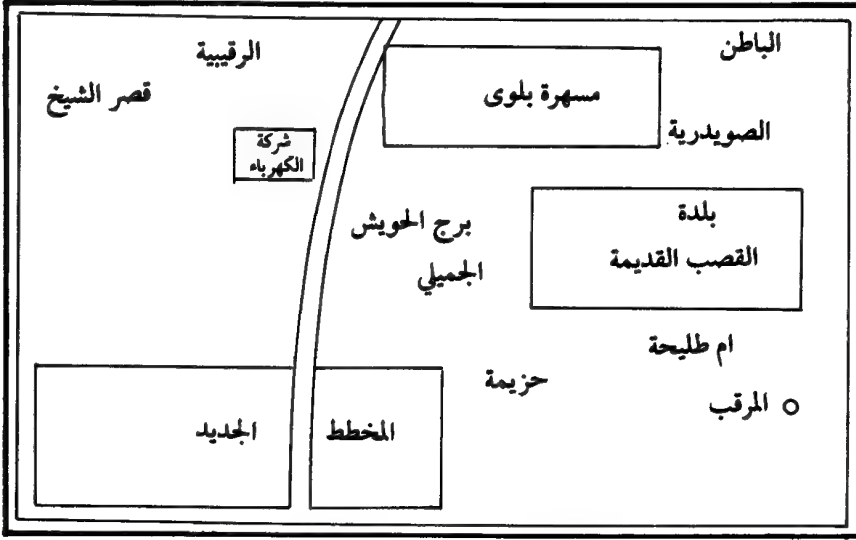 الباطن
الرقيبية
قصر الشيخ
مسهرة بلوى
الصويدرية
شركة
الكهرباء
بلدة
القصب القديمة
برج الحويش
الجميلي
ام طليحة
حزيمة
المرقب
المخطط
الجديد